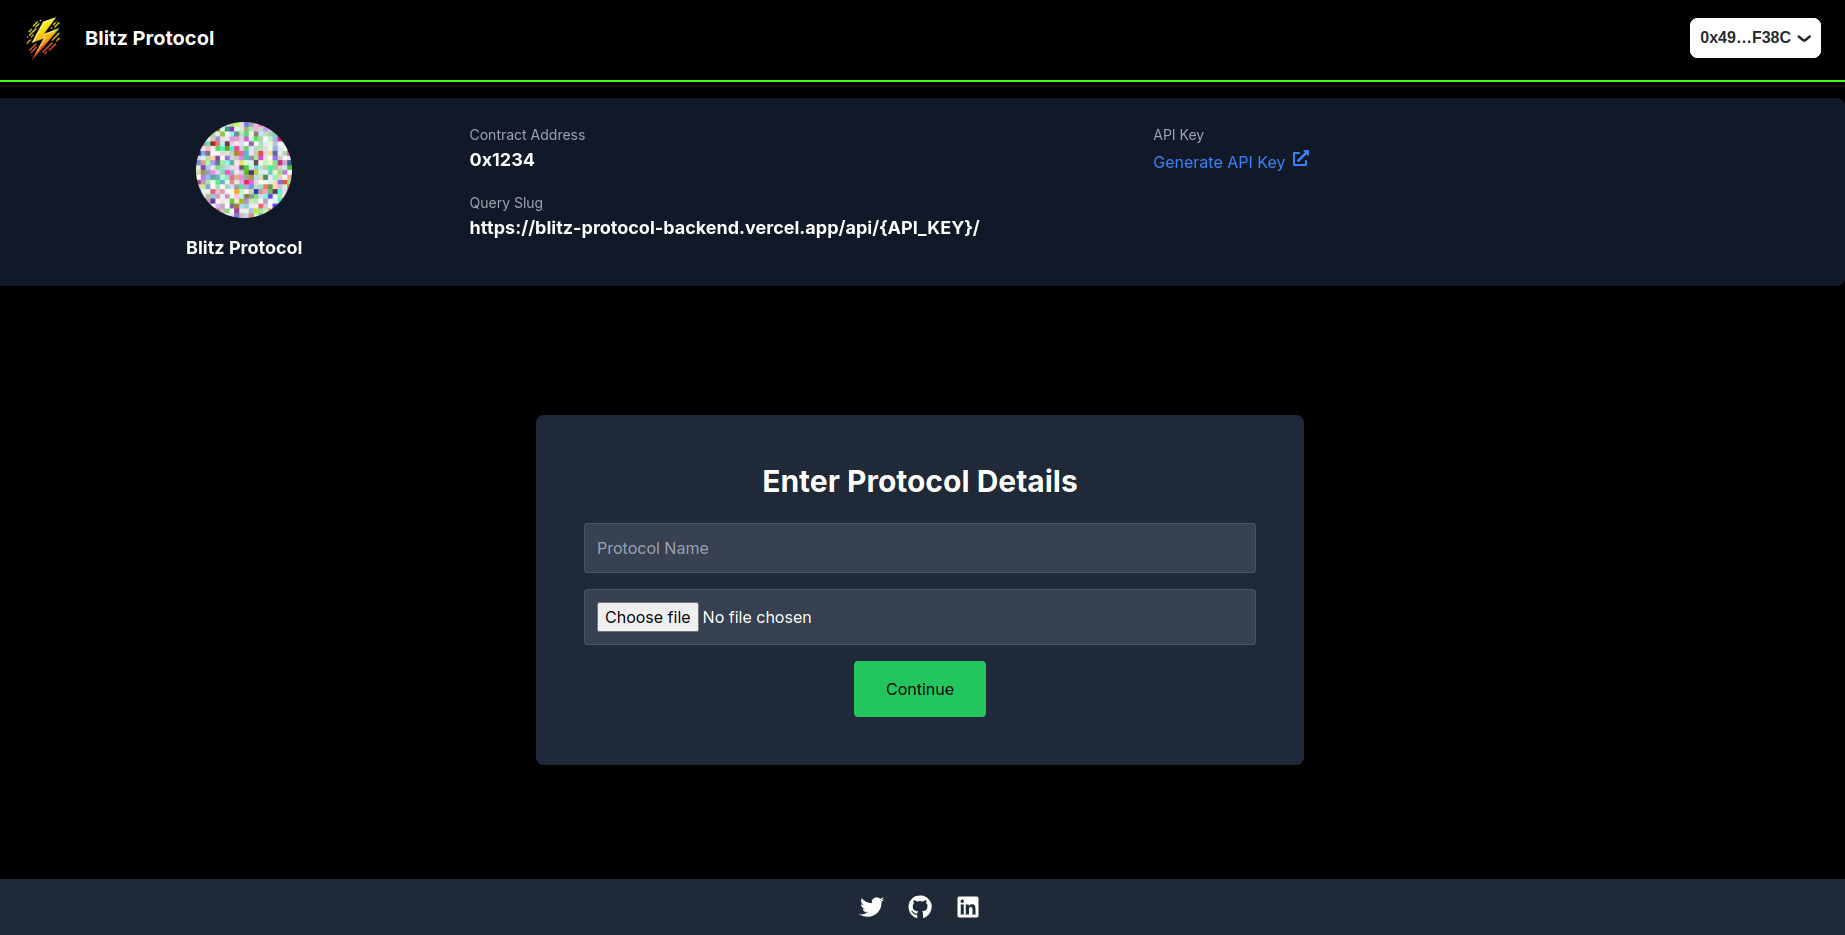 Blitz Protocol
0x49...F38C
Blitz Protocol
Contract Address
0x1234
Query Slug
https://blitz-protocol-backend.vercel.app/api/{API_KEY}/
API Key
Generate API Key
Enter Protocol Details
Protocol Name
Choose file No file chosen
Continue